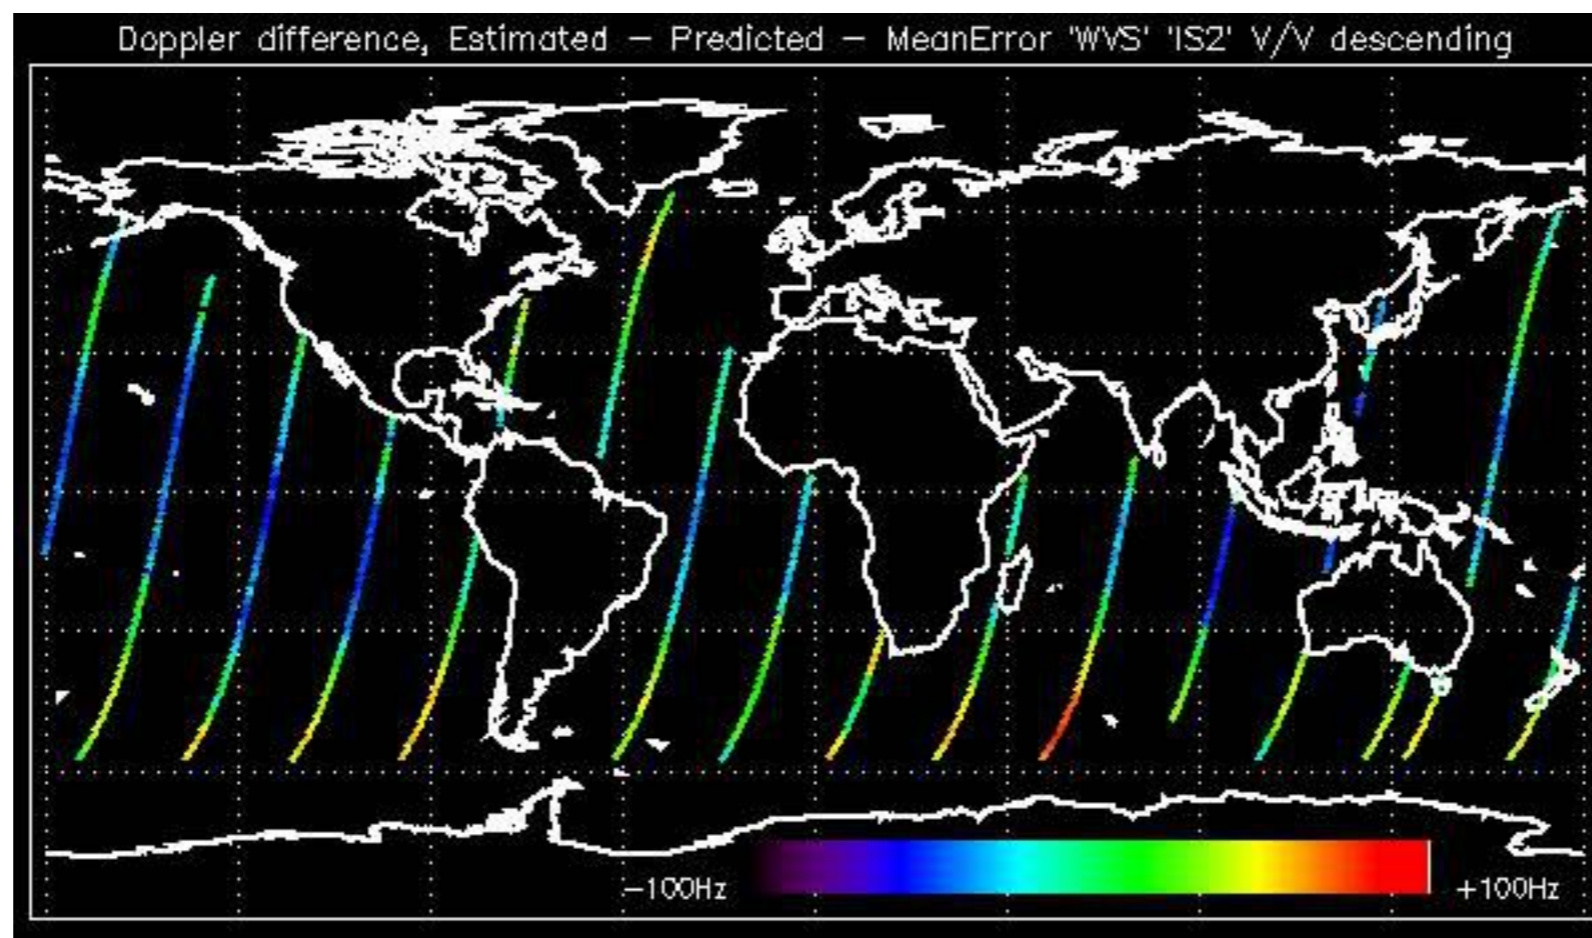 Doppler difference, Estimated – Predicted – MeanError 'WVS' 'IS2' V/V descending
-100Hz +100Hz